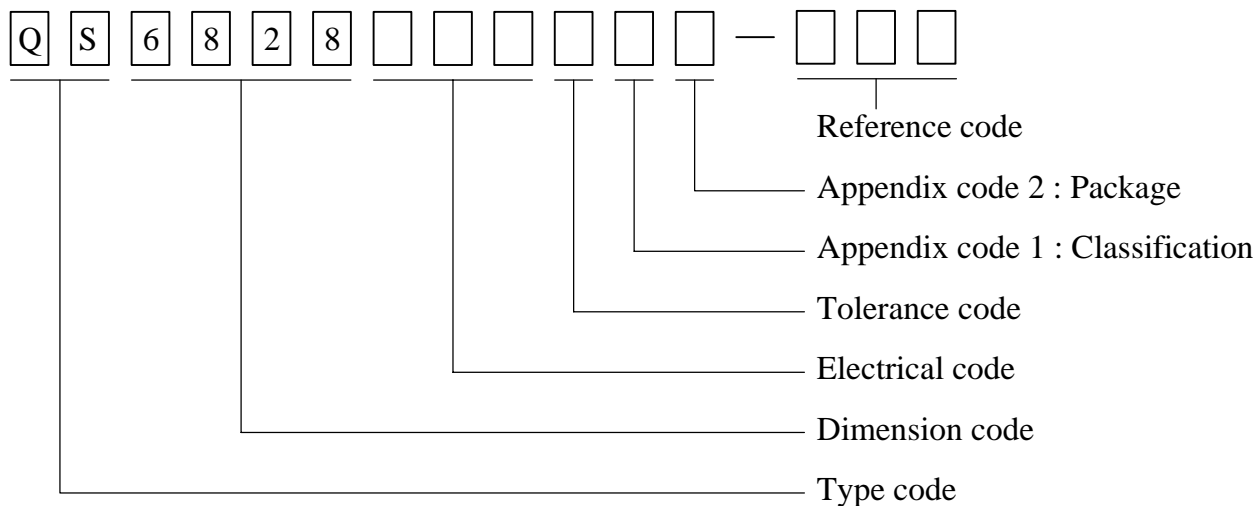 Q S 6 8 2 8 —
Reference code
Appendix code 2 : Package
Appendix code 1 : Classification
Tolerance code
Electrical code
Dimension code
Type code